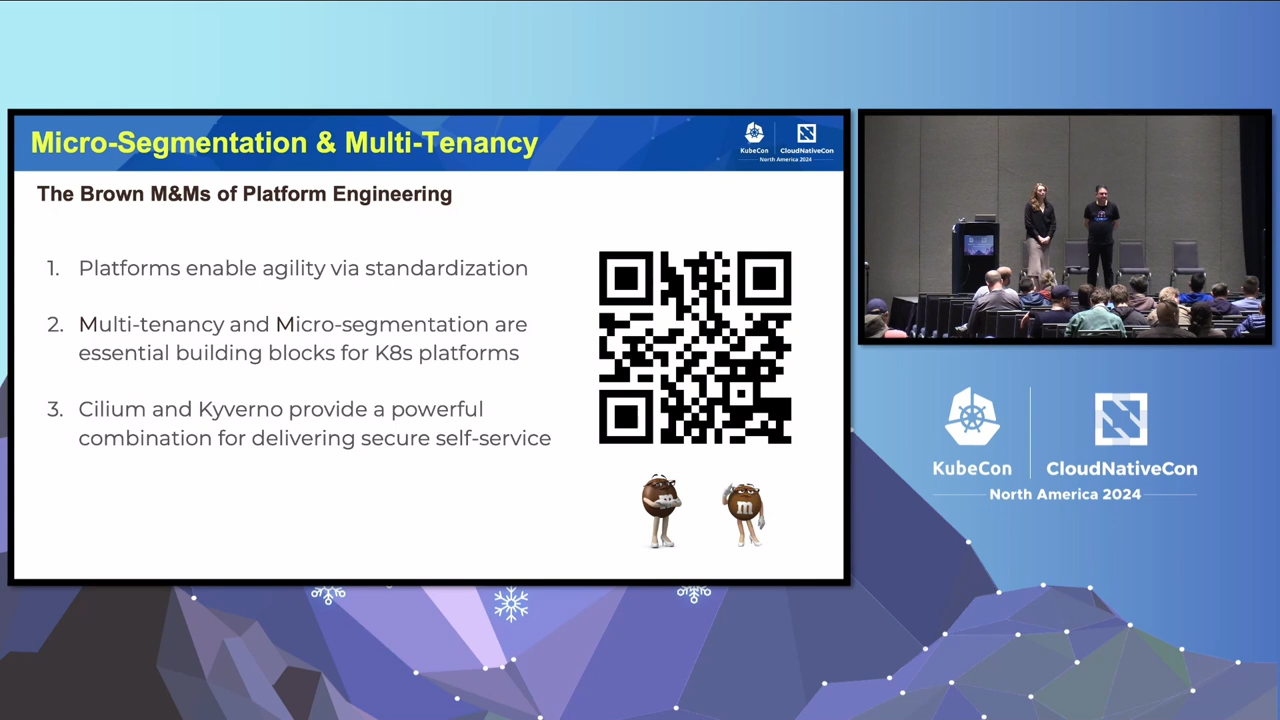 Micro-Segmentation & Multi-Tenancy
KubeCon
CloudNativeCon
North America 2024
The Brown M&Ms of Platform Engineering
1. Platforms enable agility via standardization
2. Multi-tenancy and Micro-segmentation are
essential building blocks for K8s platforms
3. Cilium and Kyverno provide a powerful
combination for delivering secure self-service
m
KubeCon
CloudNativeCon
North America 2024